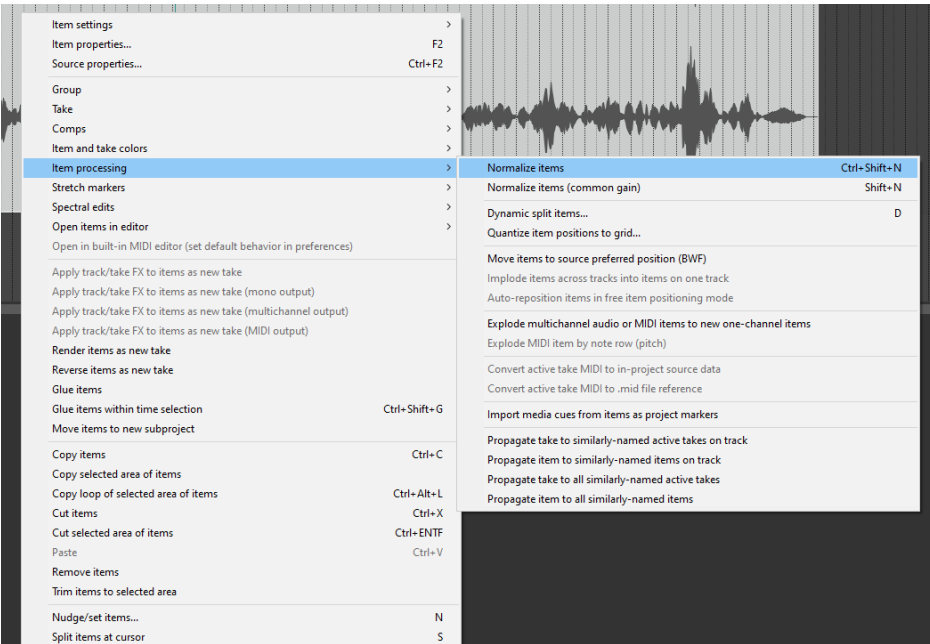 Item settings >
Item properties... F2
Source properties... Ctrl+F2
Group >
Take >
Comps >
Item and take colors >
Item processing >
Stretch markers >
Spectral edits >
Open items in editor >
Open in built-in MIDI editor (set default behavior in preferences)
Apply track/take FX to items as new take
Apply track/take FX to items as new take (mono output)
Apply track/take FX to items as new take (multichannel output)
Apply track/take FX to items as new take (MIDI output)
Render items as new take
Reverse items as new take
Glue items
Glue items within time selection Ctrl+Shift+G
Move items to new subproject
Copy items Ctrl+C
Copy selected area of items
Copy loop of selected area of items Ctrl+Alt+L
Cut items Ctrl+X
Cut selected area of items Ctrl+ENTF
Paste Ctrl+V
Remove items
Trim items to selected area
Nudge/set items... N
Split items at cursor S
Normalize items Ctrl+Shift+N
Normalize items (common gain) Shift+N
Dynamic split items... D
Quantize item positions to grid...
Move items to source preferred position (BWF)
Implode items across tracks into items on one track
Auto-reposition items in free item positioning mode
Explode multichannel audio or MIDI items to new one-channel items
Explode MIDI item by note row (pitch)
Convert active take MIDI to in-project source data
Convert active take MIDI to .mid file reference
Import media cues from items as project markers
Propagate take to similarly-named active takes on track
Propagate item to similarly-named items on track
Propagate take to all similarly-named active takes
Propagate item to all similarly-named items